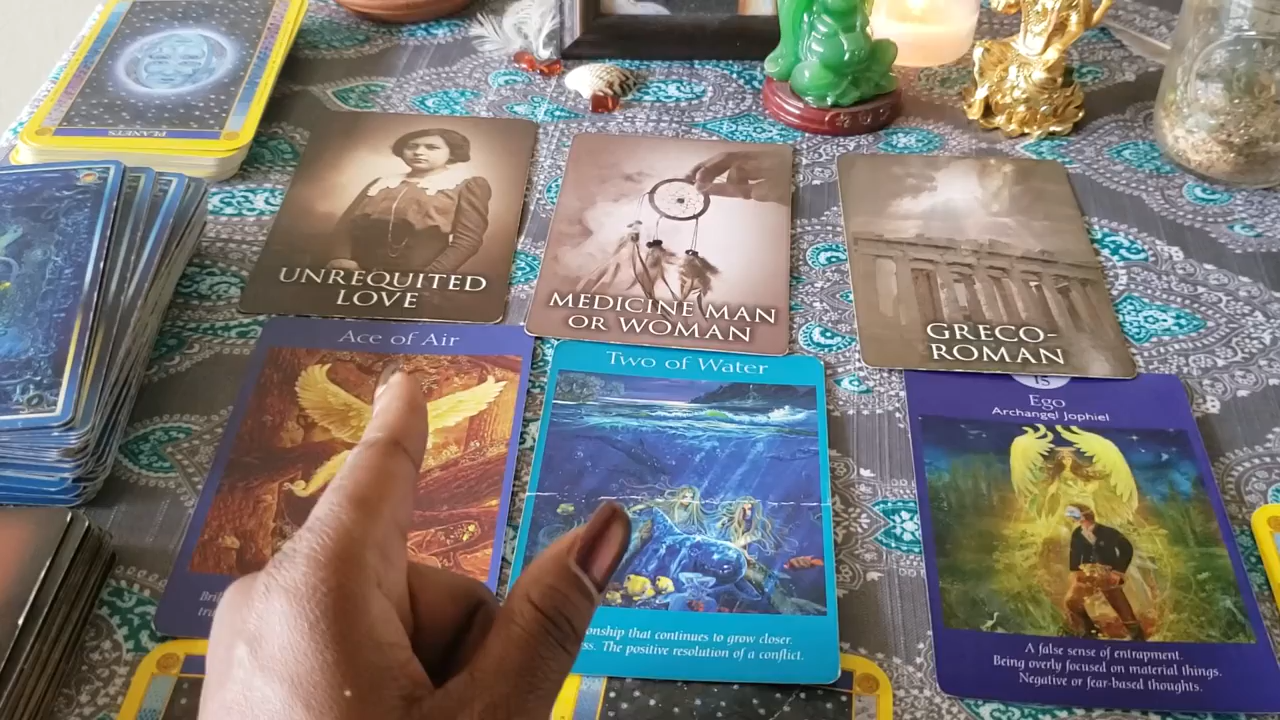 PLANETS
UNREQUITED
LOVE
MEDICINE MAN
OR WOMAN
GRECO-
ROMAN
Ace of Air
Two of Water
onship that continues to grow closer.
ss. The positive resolution of a conflict.
15
Ego
Archangel Jophiel
A false sense of entrapment.
Being overly focused on material things.
Negative or fear-based thoughts.